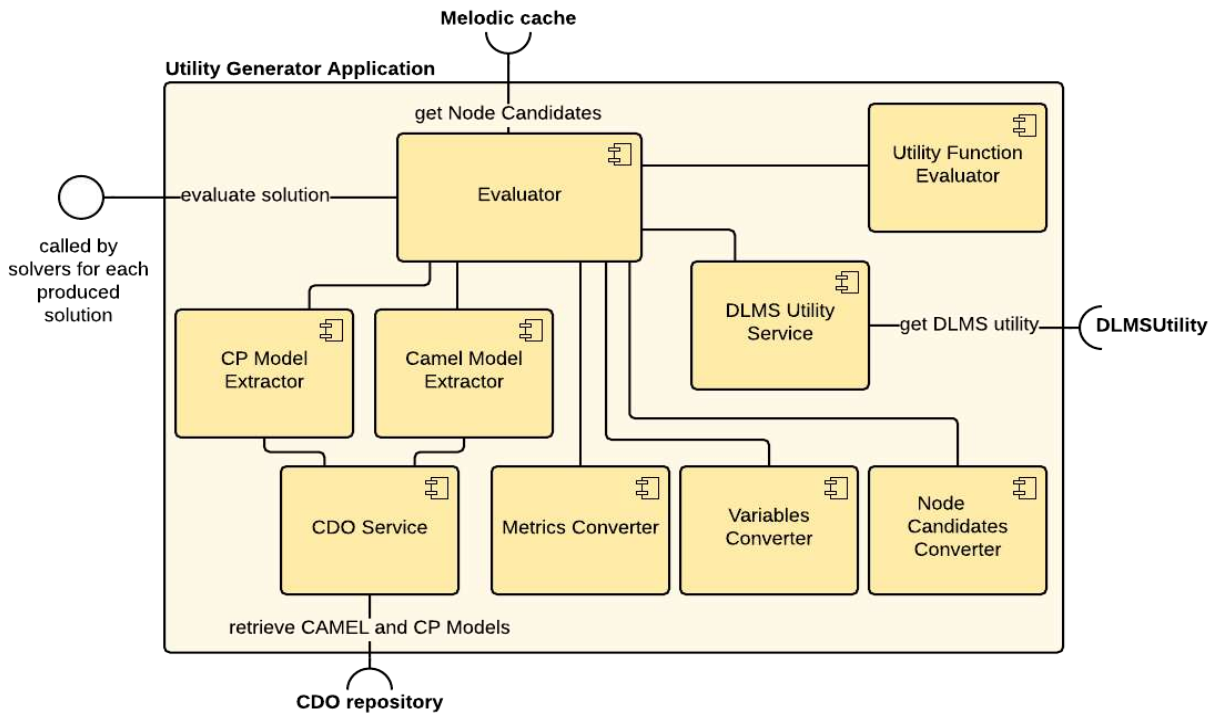 Melodic cache
Utility Generator Application
get Node Candidates
Utility Function
Evaluator
Evaluator
evaluate solution
called by
solvers for each
produced
solution
DLMS Utility
Service
get DLMS utility
DLMSUtility
CP Model
Extractor
Camel Model
Extractor
CDO Service
Metrics Converter
Variables
Converter
Node
Candidates
Converter
retrieve CAMEL and CP Models
CDO repository